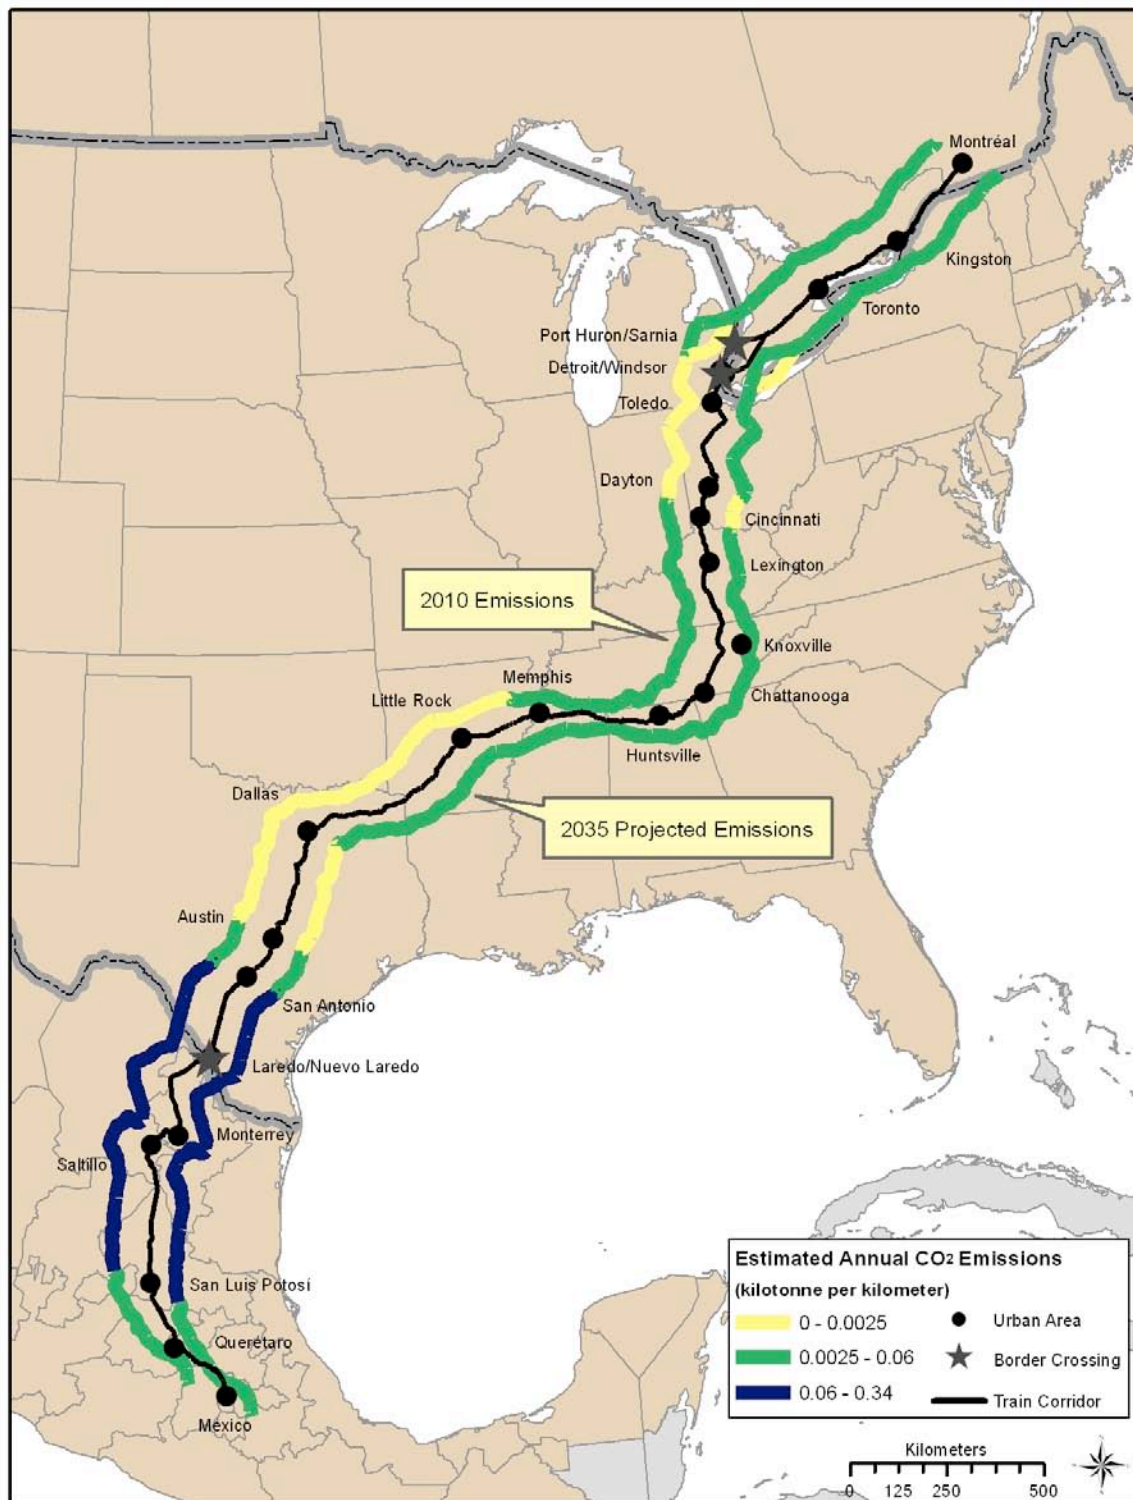 Montréal
Kingston
Toronto
Port Huron/Sarnia
Detroit/Windsor
Toledo
Dayton
Cincinnati
Lexington
2010 Emissions
Knoxville
Memphis
Little Rock
Chattanooga
Huntsville
Dallas
2035 Projected Emissions
Austin
San Antonio
Laredo/Nuevo Laredo
Monterrey
Saltillo
San Luis Potosí
Querétaro
México
Estimated Annual CO2 Emissions
(kilotonne per kilometer)
0 - 0.0025
Urban Area
0.0025 - 0.06
Border Crossing
0.06 - 0.34
Train Corridor
Kilometers
0 125 250 500